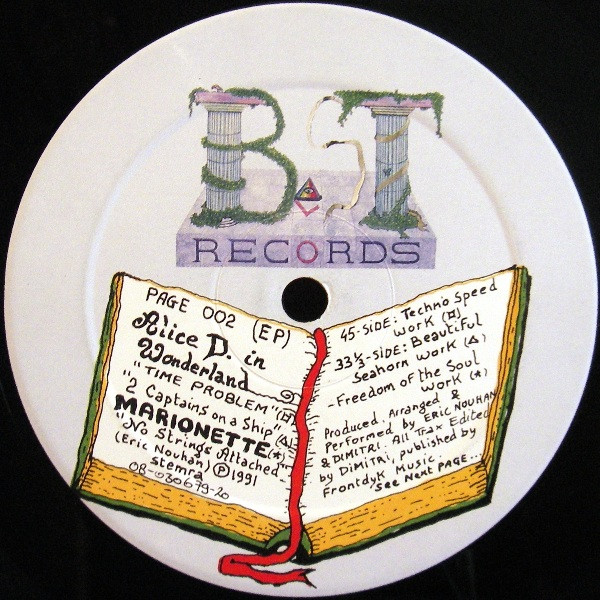 BST
RECORDS
PAGE 002 (EP)
Alice D. in
Wonderland
"TIME PROBLEM" (¤)
"2 Captains on a Ship" (△)
MARIONETTE (*)
"No Strings Attached"
(Eric Nouhan) ℗ 1991
stemra
OB-030679-20
45-SIDE: Techno Speed
work (¤)
33⅓-SIDE: Beautiful
Seahorn work (△)
- Freedom of the Soul
work (*)
Produced, Arranged &
Performed by ERIC NOUHAN
& DIMITRI. All Trax Edited
by DiMiTRi, published by
Frontdyk Music.
See Next PAGE...